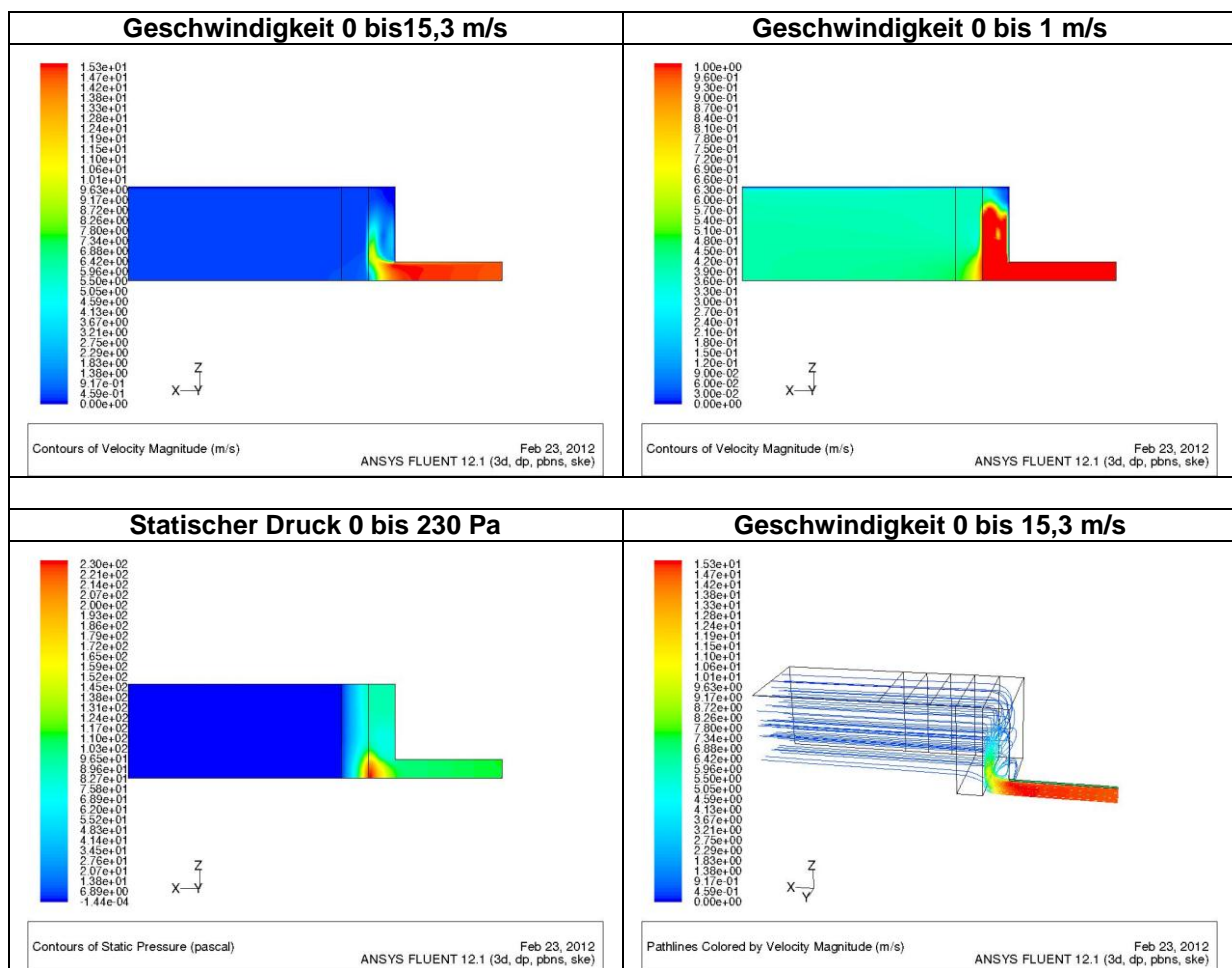 Geschwindigkeit 0 bis15,3 m/s
1.53e+01
1.47e+01
1.42e+01
1.38e+01
1.33e+01
1.28e+01
1.24e+01
1.19e+01
1.15e+01
1.10e+01
1.06e+01
1.01e+01
9.63e+00
9.17e+00
8.72e+00
8.26e+00
7.80e+00
7.34e+00
6.88e+00
6.42e+00
5.96e+00
5.50e+00
5.05e+00
4.59e+00
4.13e+00
3.67e+00
3.21e+00
2.75e+00
2.29e+00
1.83e+00
1.38e+00
9.17e-01
4.59e-01
0.00e+00
Z
X Y
Contours of Velocity Magnitude (m/s)
Feb 23, 2012
ANSYS FLUENT 12.1 (3d, dp, pbns, ske)
Geschwindigkeit 0 bis 1 m/s
1.00e+00
9.60e-01
9.30e-01
9.00e-01
8.70e-01
8.40e-01
8.10e-01
7.80e-01
7.50e-01
7.20e-01
6.90e-01
6.60e-01
6.30e-01
6.00e-01
5.70e-01
5.40e-01
5.10e-01
4.80e-01
4.50e-01
4.20e-01
3.90e-01
3.60e-01
3.30e-01
3.00e-01
2.70e-01
2.40e-01
2.10e-01
1.80e-01
1.50e-01
1.20e-01
9.00e-02
6.00e-02
3.00e-02
0.00e+00
Z
X Y
Contours of Velocity Magnitude (m/s)
Feb 23, 2012
ANSYS FLUENT 12.1 (3d, dp, pbns, ske)
Statischer Druck 0 bis 230 Pa
2.30e+02
2.21e+02
2.14e+02
2.07e+02
2.00e+02
1.93e+02
1.86e+02
1.79e+02
1.72e+02
1.65e+02
1.59e+02
1.52e+02
1.45e+02
1.38e+02
1.31e+02
1.24e+02
1.17e+02
1.10e+02
1.03e+02
9.65e+01
8.96e+01
8.27e+01
7.58e+01
6.89e+01
6.20e+01
5.52e+01
4.83e+01
4.14e+01
3.45e+01
2.76e+01
2.07e+01
1.38e+01
6.89e+00
-1.44e-04
Z
X Y
Contours of Static Pressure (pascal)
Feb 23, 2012
ANSYS FLUENT 12.1 (3d, dp, pbns, ske)
Geschwindigkeit 0 bis 15,3 m/s
1.53e+01
1.47e+01
1.42e+01
1.38e+01
1.33e+01
1.28e+01
1.24e+01
1.19e+01
1.15e+01
1.10e+01
1.06e+01
1.01e+01
9.63e+00
9.17e+00
8.72e+00
8.26e+00
7.80e+00
7.34e+00
6.88e+00
6.42e+00
5.96e+00
5.50e+00
5.05e+00
4.59e+00
4.13e+00
3.67e+00
3.21e+00
2.75e+00
2.29e+00
1.83e+00
1.38e+00
9.17e-01
4.59e-01
0.00e+00
Z
X
Y
Pathlines Colored by Velocity Magnitude (m/s)
Feb 23, 2012
ANSYS FLUENT 12.1 (3d, dp, pbns, ske)